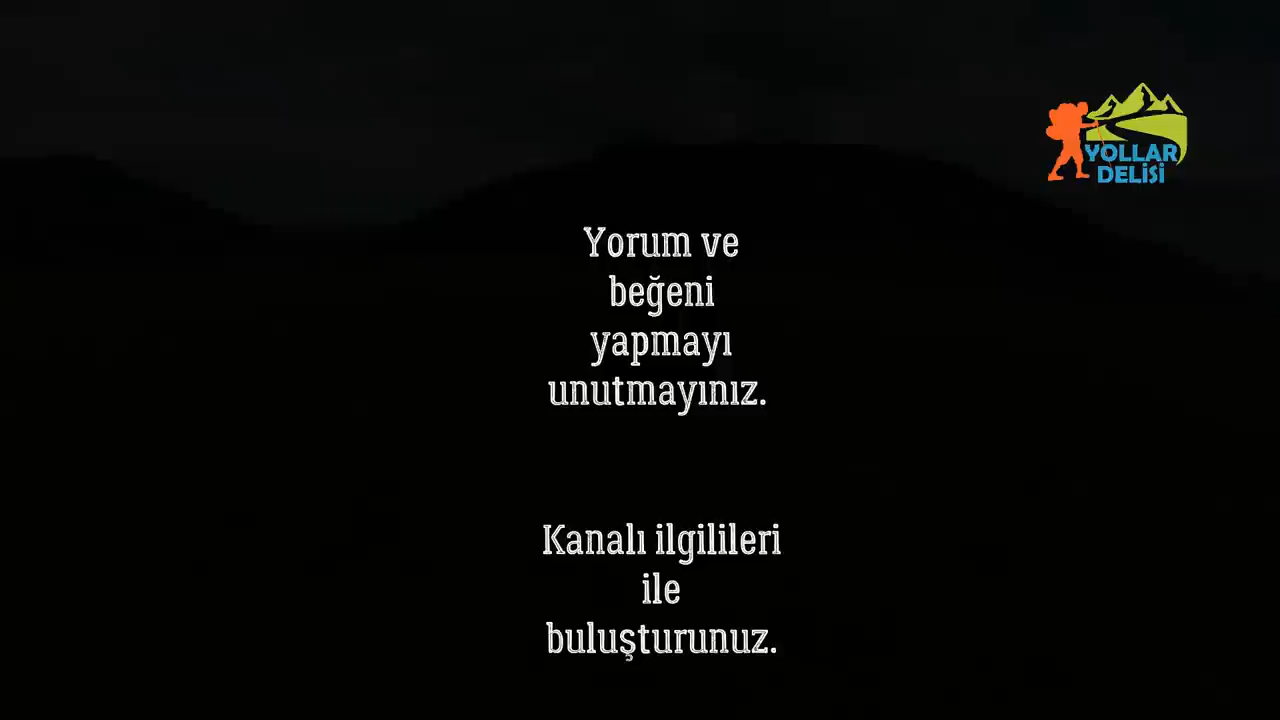 YOLLAR
DELİSİ
Yorum ve
beğeni
yapmayı
unutmayınız.
Kanalı ilgilileri
ile
buluşturunuz.